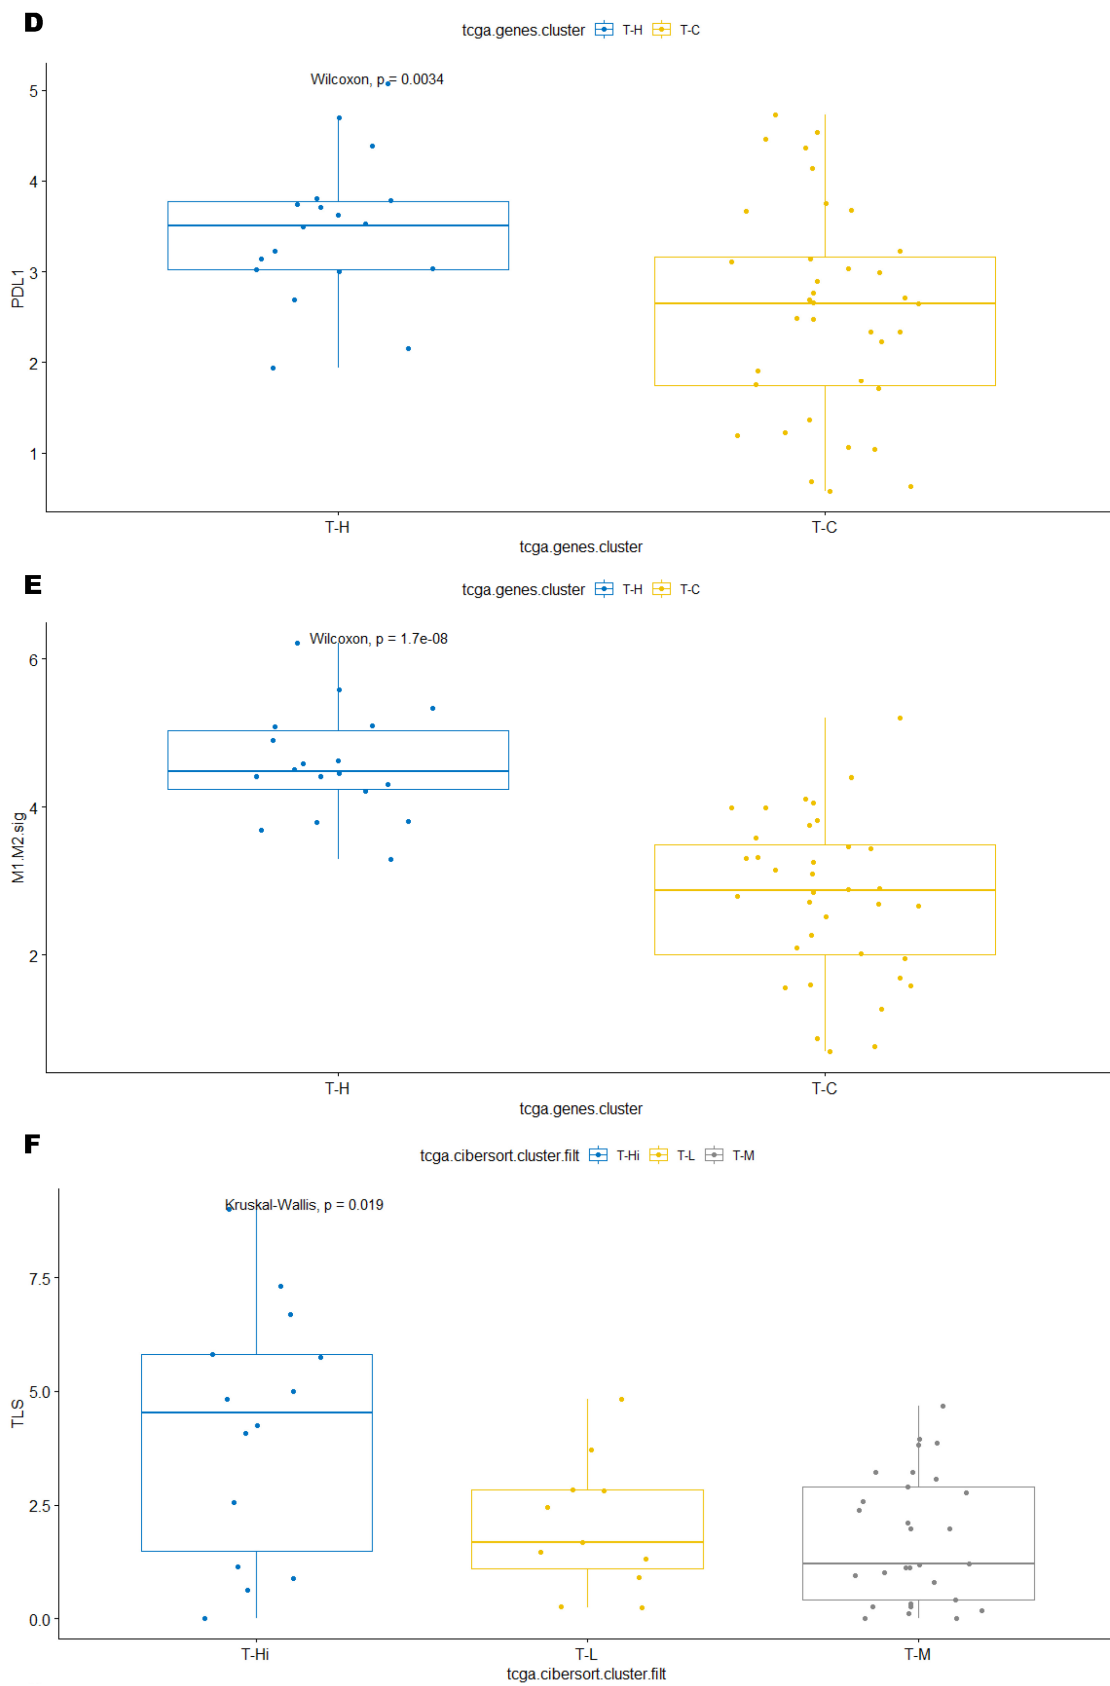 D
tcga.genes.cluster T-H T-C
Wilcoxon, p = 0.0034
5
4
3
2
1
PDL1
T-H T-C
tcga.genes.cluster
E
tcga.genes.cluster T-H T-C
Wilcoxon, p = 1.7e-08
6
4
2
M1.M2.sig
T-H T-C
tcga.genes.cluster
F
tcga.cibersort.cluster.filt T-Hi T-L T-M
Kruskal-Wallis, p = 0.019
7.5
5.0
2.5
0.0
TLS
T-Hi T-L T-M
tcga.cibersort.cluster.filt